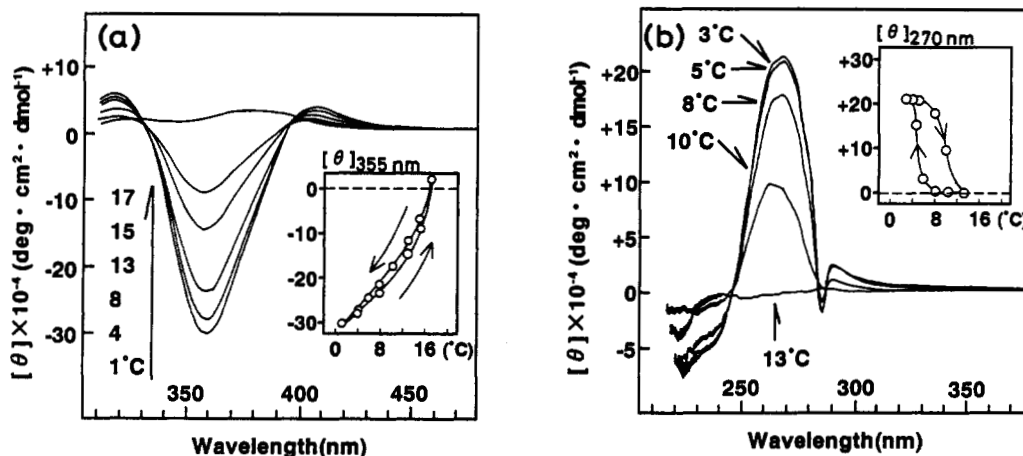 (a)
[θ]×10⁻⁴ (deg・cm²・dmol⁻¹)
+10
0
-10
-20
-30
17
15
13
8
4
1°C
350
400
450
Wavelength(nm)
[θ]355 nm
0
-10
-20
-30
0
8
16 (°C)
(b)
[θ]×10⁻⁴ (deg・cm²・dmol⁻¹)
+20
+15
+10
+5
0
-5
3°C
5°C
8°C
10°C
13°C
250
300
350
Wavelength(nm)
[θ]270 nm
+30
+20
+10
0
0
8
16 (°C)